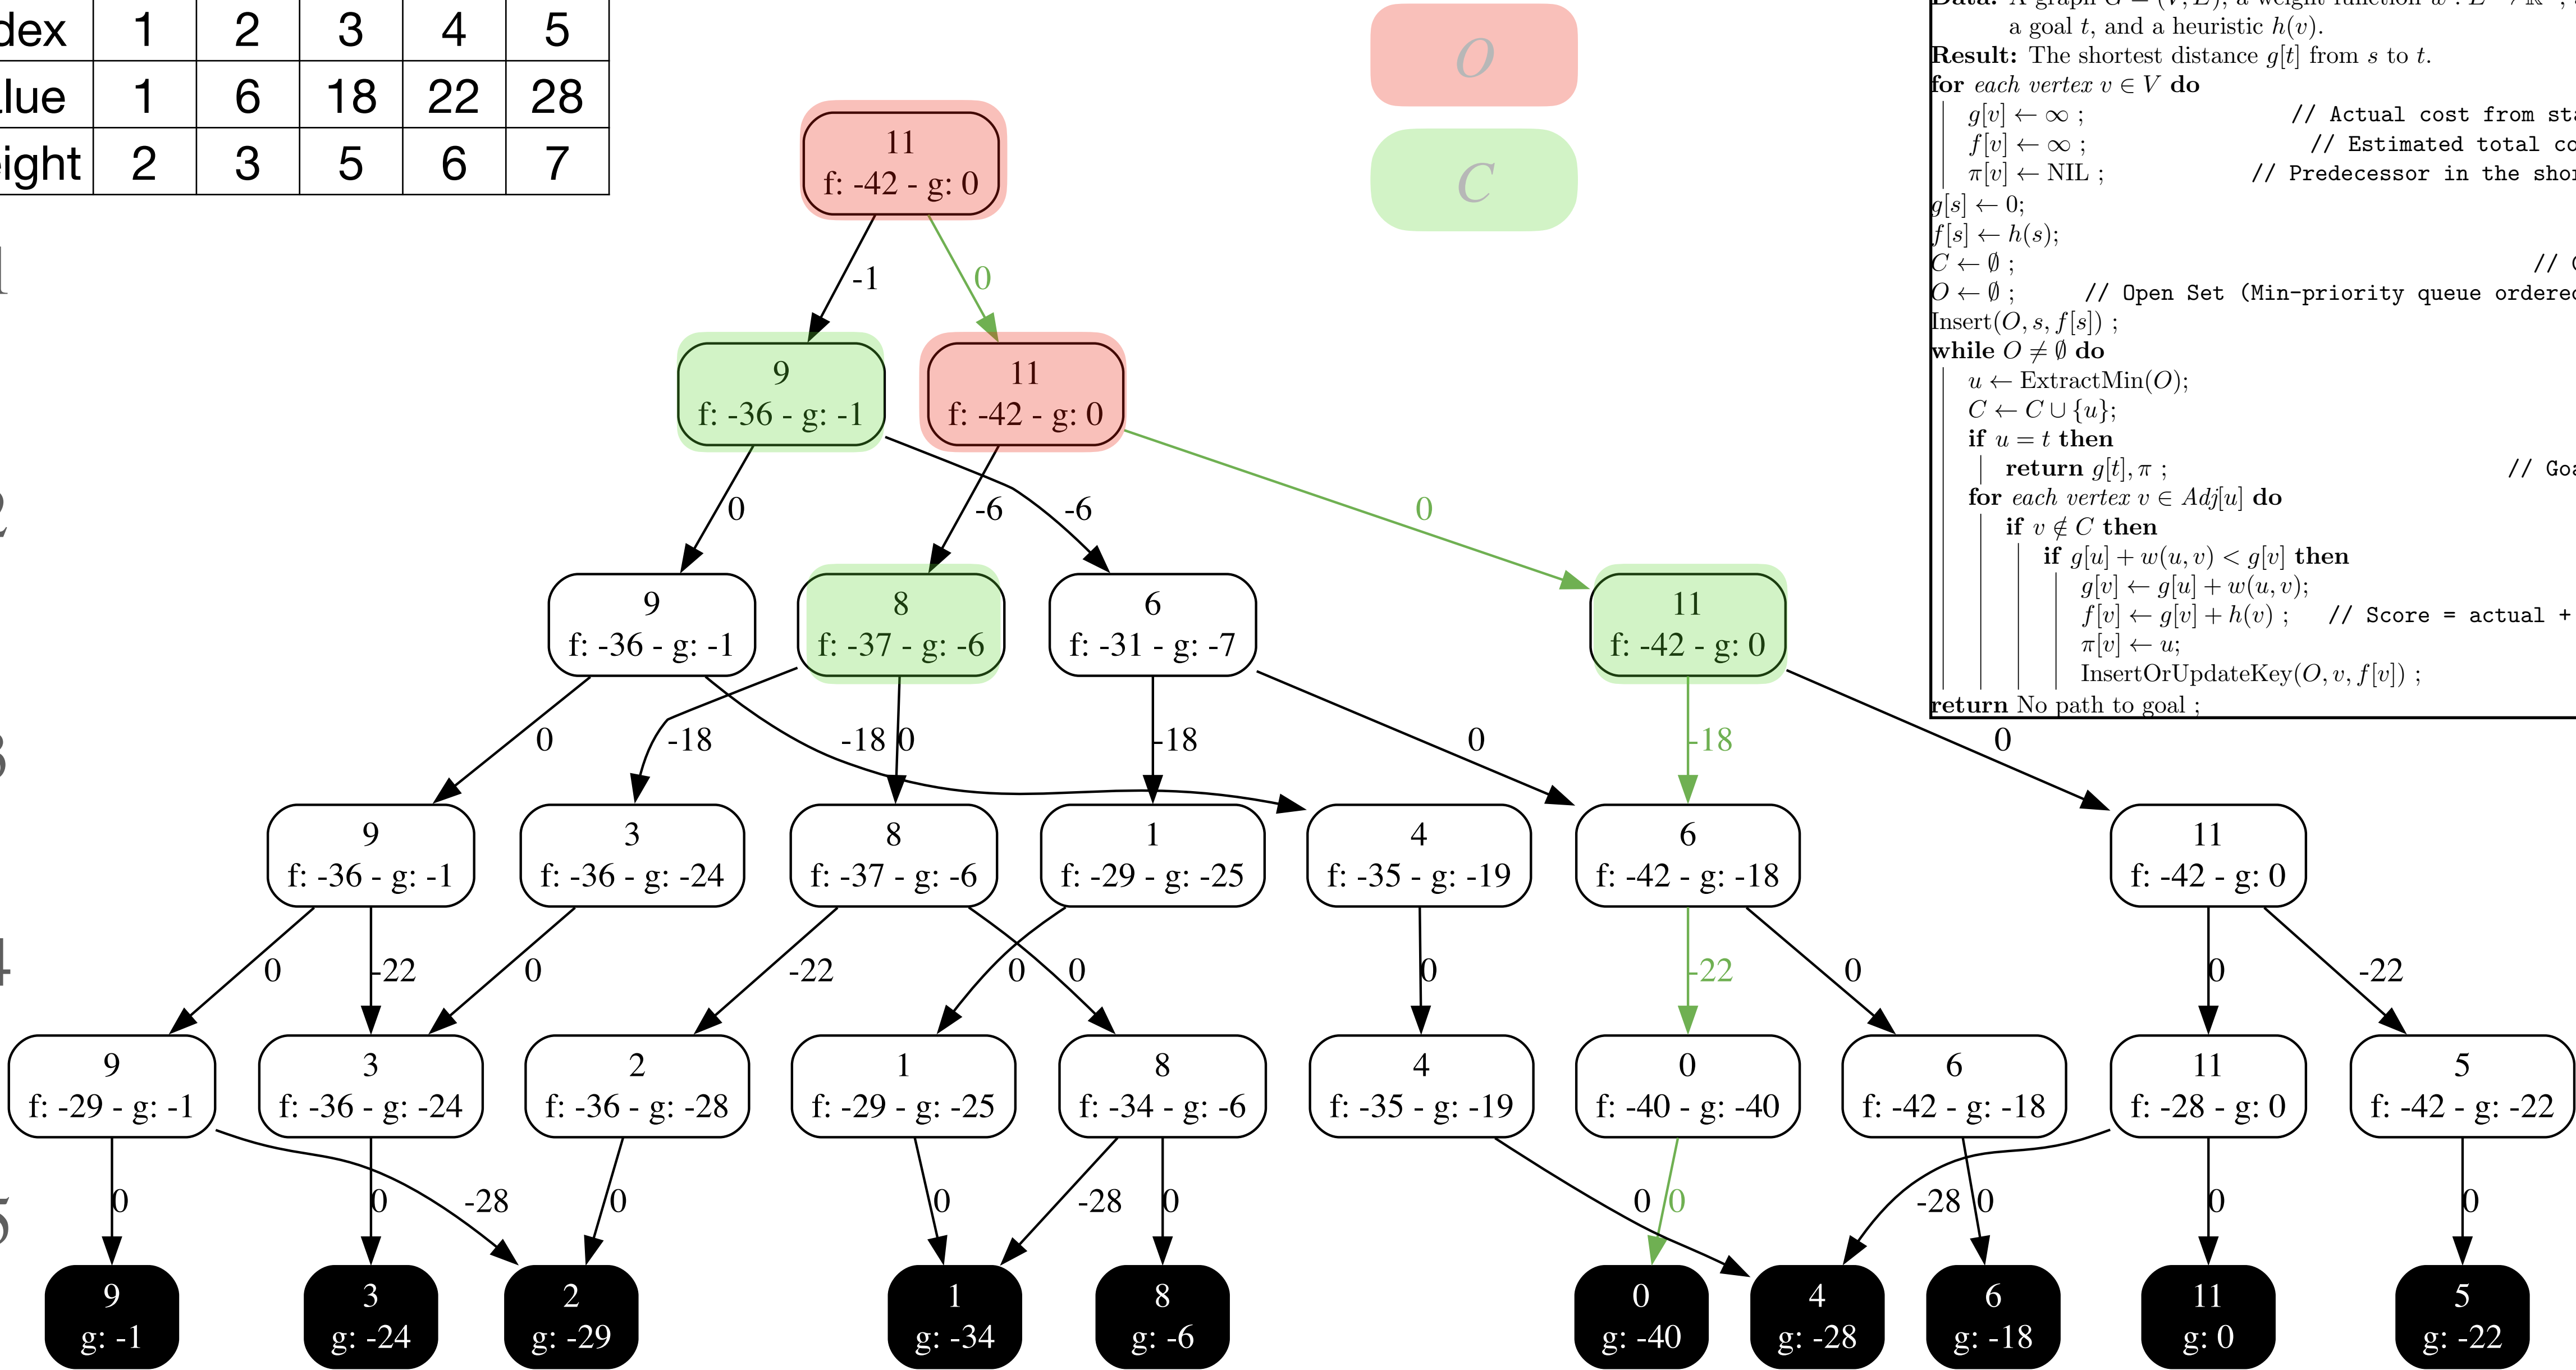 1 2 3 4 5
1 6 18 22 28
2 3 5 6 7
O
C
a goal t, and a heuristic h(v).
Result: The shortest distance g[t] from s to t.
for each vertex v ∈ V do
g[v] ← ∞ ; // Actual cost from
f[v] ← ∞ ; // Estimated total
π[v] ← NIL ; // Predecessor in the
g[s] ← 0;
f[s] ← h(s);
C ← ∅ ; //
O ← ∅ ; // Open Set (Min-priority queue ordered
Insert(O, s, f[s]) ;
while O ≠ ∅ do
u ← ExtractMin(O);
C ← C ∪ {u};
if u = t then
return g[t], π ; //
for each vertex v ∈ Adj[u] do
if v ∉ C then
if g[u] + w(u, v) < g[v] then
g[v] ← g[u] + w(u, v);
f[v] ← g[v] + h(v) ; // Score = actual +
π[v] ← u;
InsertOrUpdateKey(O, v, f[v]) ;
return No path to goal ;
11
f: -42 - g: 0
-1 0
9 11
f: -36 - g: -1 f: -42 - g: 0
0 -6 -6 0
9 8 6 11
f: -36 - g: -1 f: -37 - g: -6 f: -31 - g: -7 f: -42 - g: 0
0 -18 -18 0 -18 0 -18 0
9 3 8 1 4 6 11
f: -36 - g: -1 f: -36 - g: -24 f: -37 - g: -6 f: -29 - g: -25 f: -35 - g: -19 f: -42 - g: -18 f: -42 - g: 0
0 -22 0 -22 0 0 0 -22 0 0 -22
9 3 2 1 8 4 0 6 11 5
f: -29 - g: -1 f: -36 - g: -24 f: -36 - g: -28 f: -29 - g: -25 f: -34 - g: -6 f: -35 - g: -19 f: -40 - g: -40 f: -42 - g: -18 f: -28 - g: 0 f: -42 - g: -22
0 0 -28 0 0 -28 0 0 0 -28 0 0 0
9 3 2 1 8 0 4 6 11 5
g: -1 g: -24 g: -29 g: -34 g: -6 g: -40 g: -28 g: -18 g: 0 g: -22